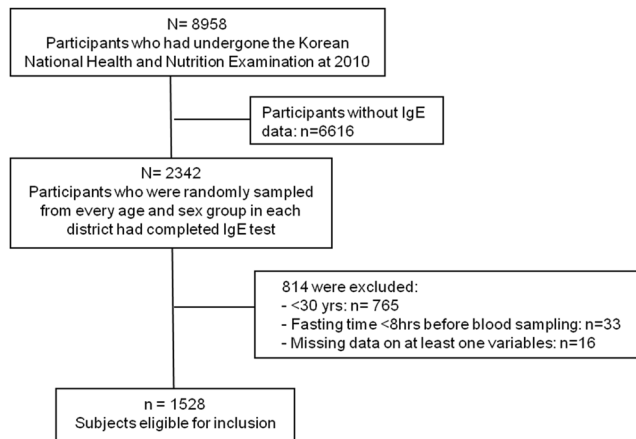 N= 8958
Participants who had undergone the Korean
National Health and Nutrition Examination at 2010
Participants without IgE
data: n=6616
N= 2342
Participants who were randomly sampled
from every age and sex group in each
district had completed IgE test
814 were excluded:
- <30 yrs: n= 765
- Fasting time <8hrs before blood sampling: n=33
- Missing data on at least one variables: n=16
n = 1528
Subjects eligible for inclusion